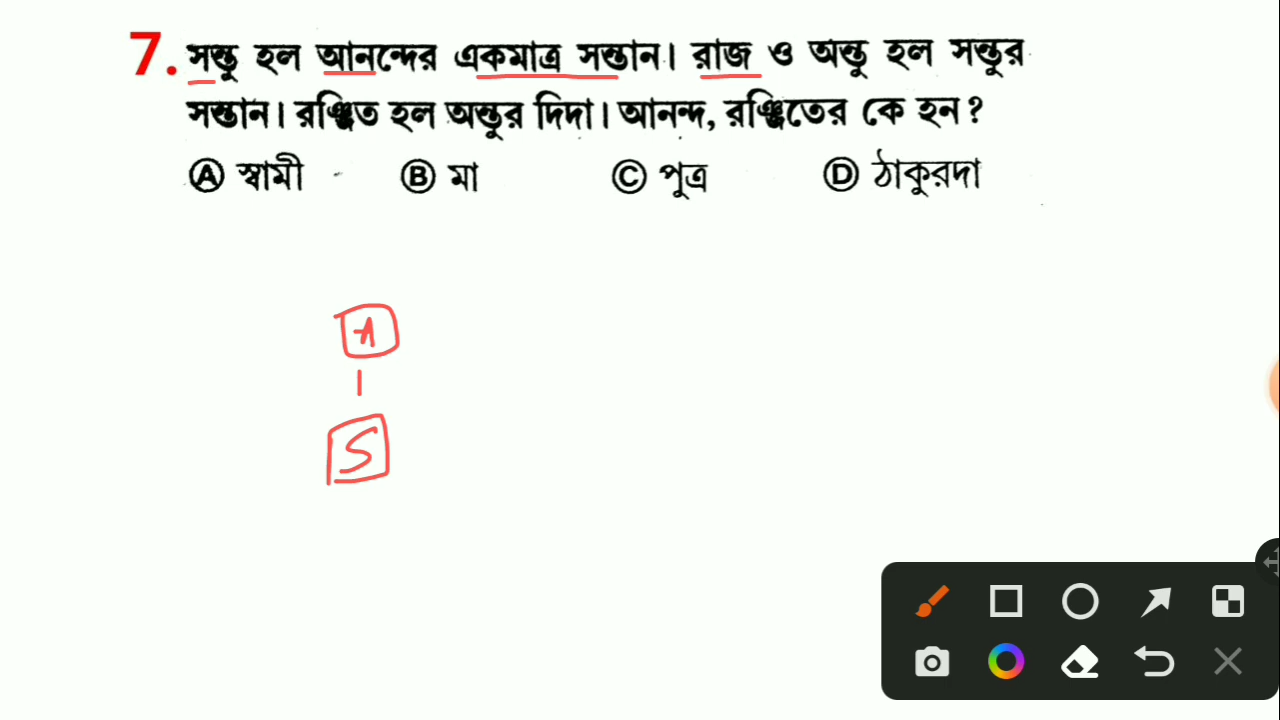 7. সন্তু হল আনন্দের একমাত্র সন্তান। রাজ ও অন্তু হল সন্তুর
সন্তান। রঞ্জিত হল অন্তুর দিদা। আনন্দ, রঞ্জিতের কে হন?
Ⓐ স্বামী Ⓑ মা Ⓒ পুত্র Ⓓ ঠাকুরদা
A
S